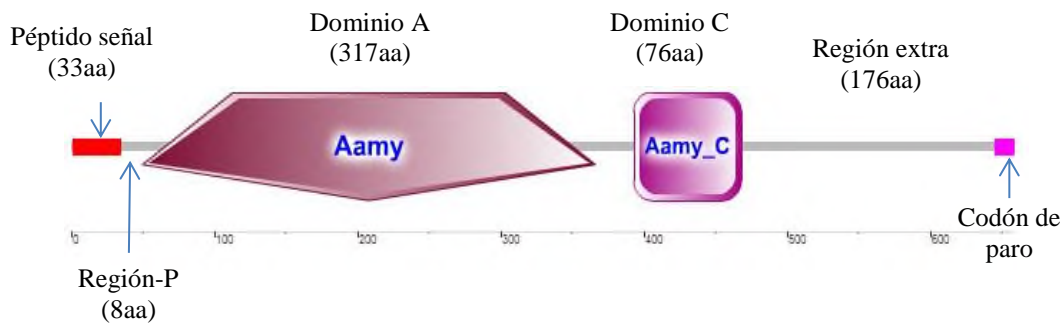 Péptido señal
(33aa)
Dominio A
(317aa)
Dominio C
(76aa)
Región extra
(176aa)
Aamy
Aamy_C
Codón de
paro
0 100 200 300 400 500 600
Región-P
(8aa)